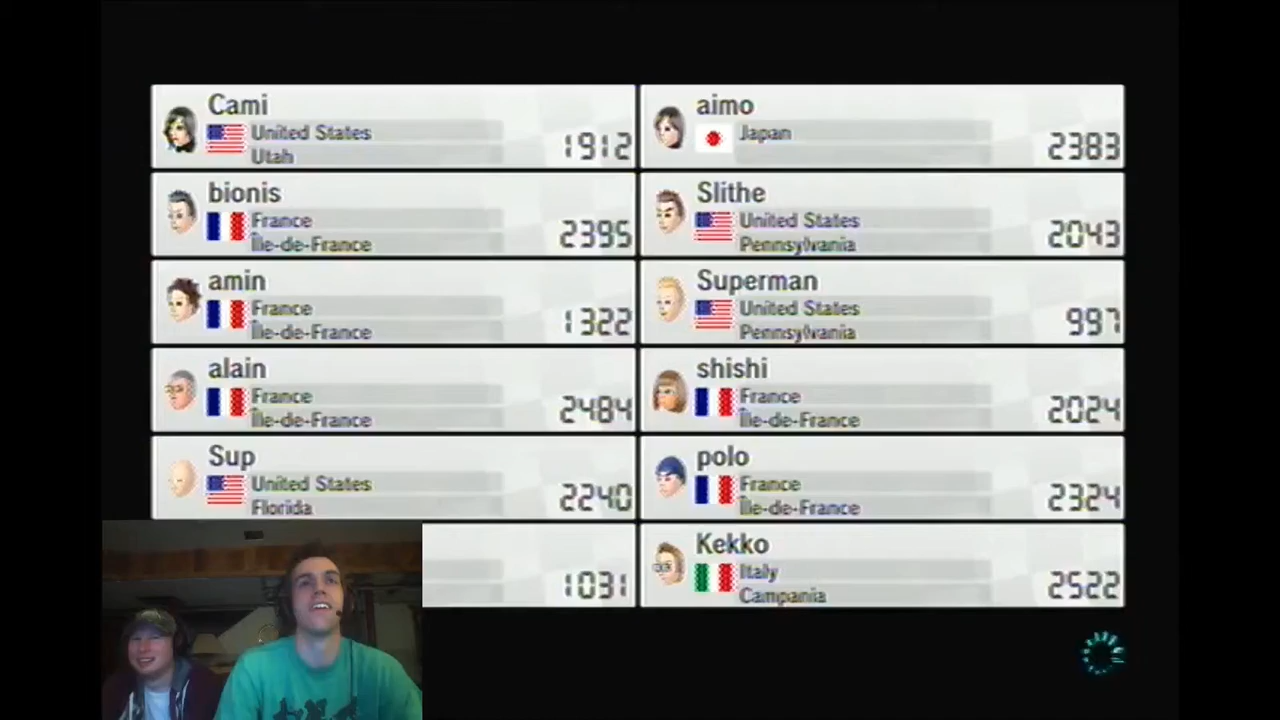 Cami
United States
Utah
1912
bionis
France
Île-de-France
2395
amin
France
Île-de-France
1322
alain
France
Île-de-France
2484
Sup
United States
Florida
2240
1031
aimo
Japan
2383
Slithe
United States
Pennsylvania
2043
Superman
United States
Pennsylvania
997
shishi
France
Île-de-France
2024
polo
France
Île-de-France
2324
Kekko
Italy
Campania
2522